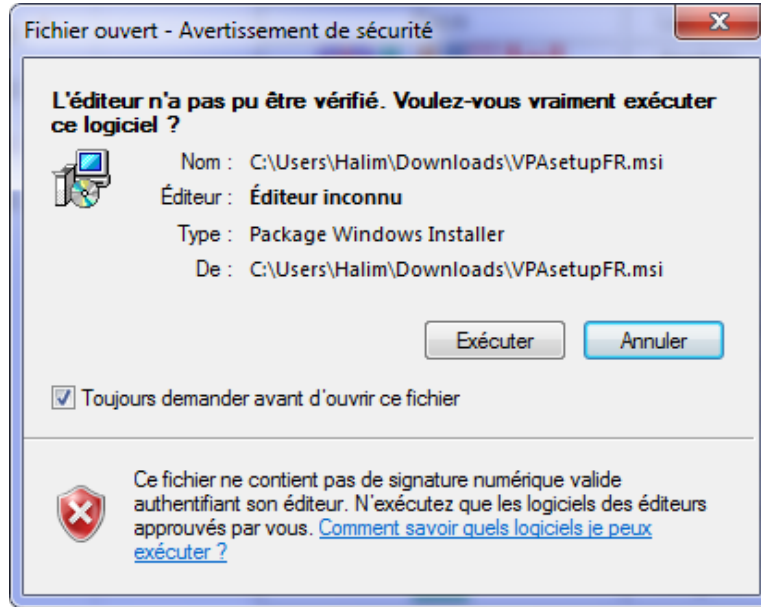 Fichier ouvert - Avertissement de sécurité
L'éditeur n'a pas pu être vérifié. Voulez-vous vraiment exécuter
ce logiciel ?
Nom : C:\Users\Halim\Downloads\VPAsetupFR.msi
Éditeur : Éditeur inconnu
Type : Package Windows Installer
De : C:\Users\Halim\Downloads\VPAsetupFR.msi
Exécuter Annuler
Toujours demander avant d'ouvrir ce fichier
Ce fichier ne contient pas de signature numérique valide
authentifiant son éditeur. N'exécutez que les logiciels des éditeurs
approuvés par vous. Comment savoir quels logiciels je peux
exécuter ?